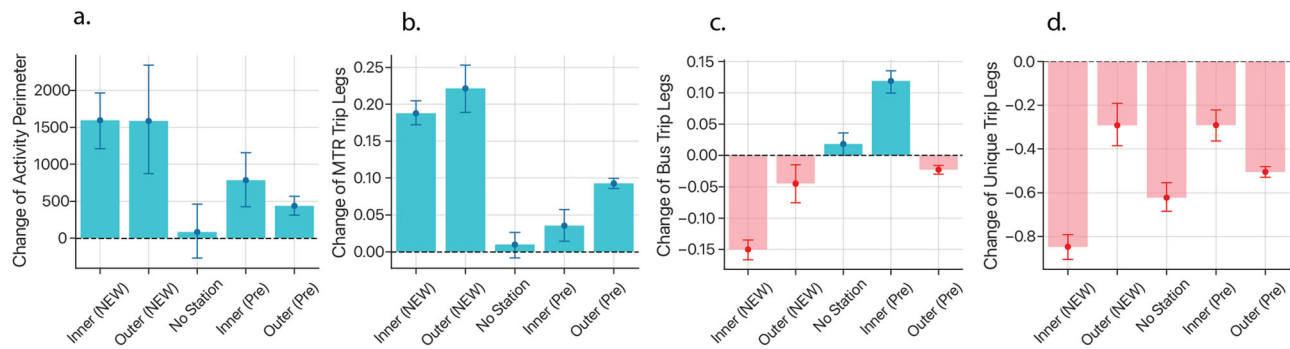 a.
Change of Activity Perimeter
2000
1500
1000
500
0
Inner (NEW)
Outer (NEW)
No Station
Inner (Pre)
Outer (Pre)
b.
Change of MTR Trip Legs
0.25
0.20
0.15
0.10
0.05
0.00
Inner (NEW)
Outer (NEW)
No Station
Inner (Pre)
Outer (Pre)
c.
Change of Bus Trip Legs
0.15
0.10
0.05
0.00
−0.05
−0.10
−0.15
Inner (NEW)
Outer (NEW)
No Station
Inner (Pre)
Outer (Pre)
d.
Change of Unique Trip Legs
0.0
−0.2
−0.4
−0.6
−0.8
Inner (NEW)
Outer (NEW)
No Station
Inner (Pre)
Outer (Pre)